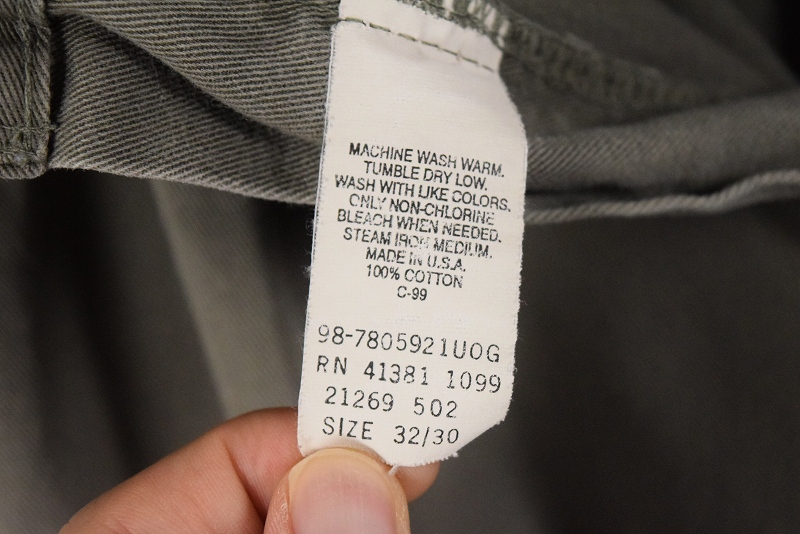 MACHINE WASH WARM.
TUMBLE DRY LOW.
WASH WITH LIKE COLORS.
ONLY NON-CHLORINE
BLEACH WHEN NEEDED.
STEAM IRON MEDIUM.
MADE IN U.S.A.
100% COTTON
C-99
98-7805921UOG
RN 41381 1099
21269 502
SIZE 32/30